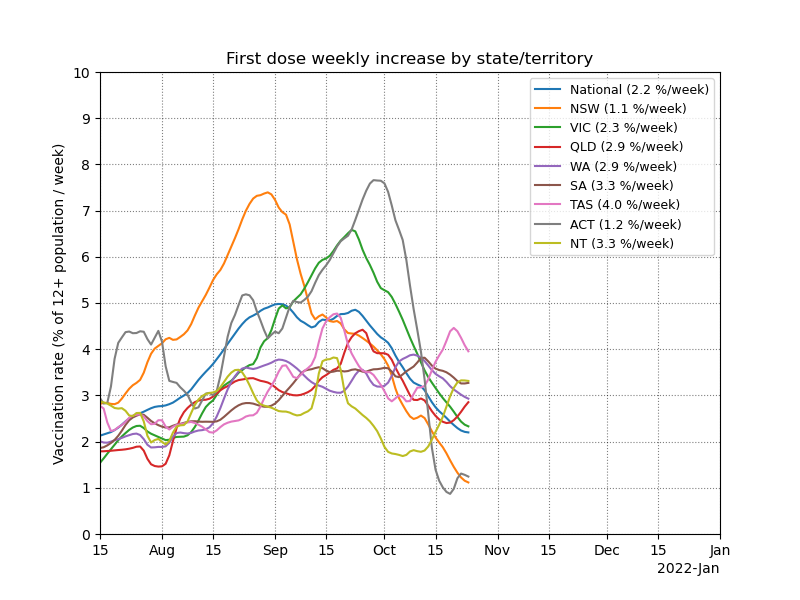 First dose weekly increase by state/territory
Vaccination rate (% of 12+ population / week)
10
9
8
7
6
5
4
3
2
1
0
National (2.2 %/week)
NSW (1.1 %/week)
VIC (2.3 %/week)
QLD (2.9 %/week)
WA (2.9 %/week)
SA (3.3 %/week)
TAS (4.0 %/week)
ACT (1.2 %/week)
NT (3.3 %/week)
15 Aug 15 Sep 15 Oct 15 Nov 15 Dec 15 Jan
2022-Jan